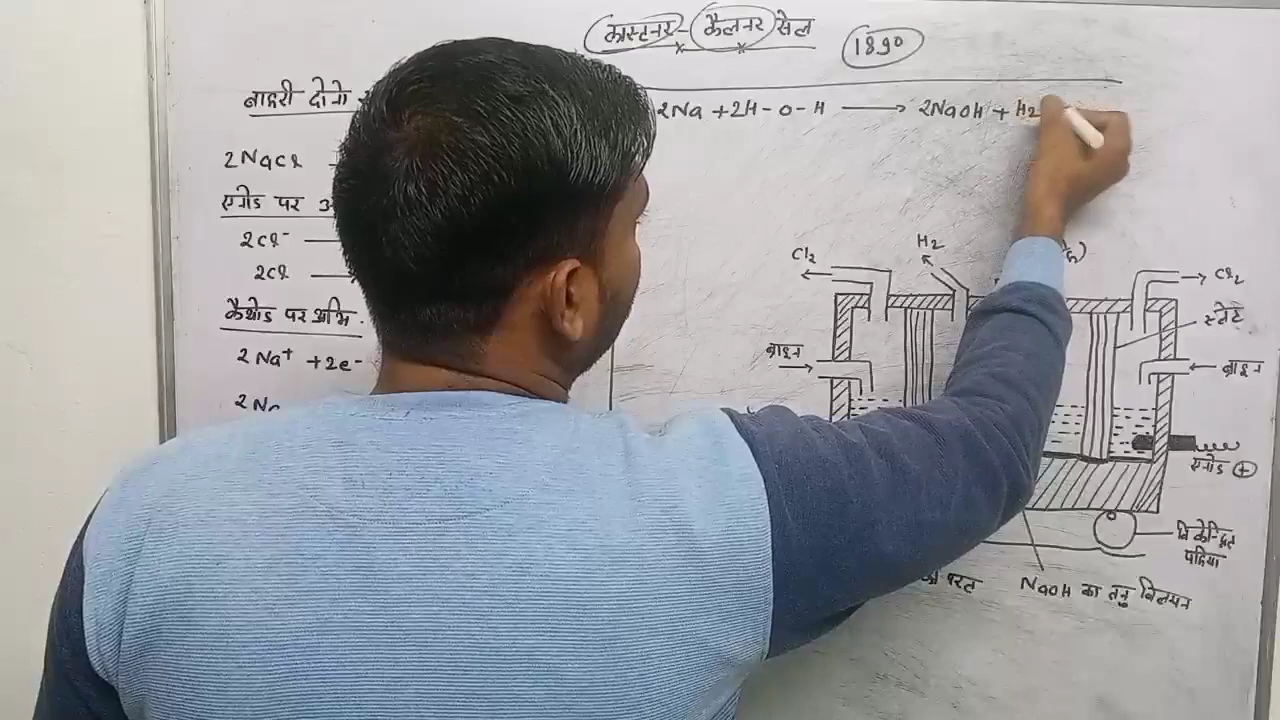 कास्टनर - कैलनर सेल
1890
बाहरी दोनो
2Na + 2H - O - H ⟶ 2NaOH + H2
2NaCl
एनोड पर
2Cl⁻
2Cl
कैथोड पर अभि.
2Na⁺ + 2e⁻
Cl2
H2
Cl2
स्लेट
ब्राइन
ब्राइन
एनोड ⊕
विकेन्द्रित
पहिया
परत
NaOH का तनु विलयन